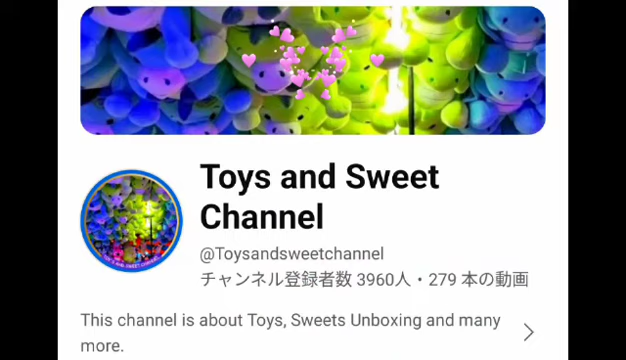 Toys and Sweet
Channel
@Toysandsweetchannel
チャンネル登録者数 3960人・279 本の動画
This channel is about Toys, Sweets Unboxing and many
more.